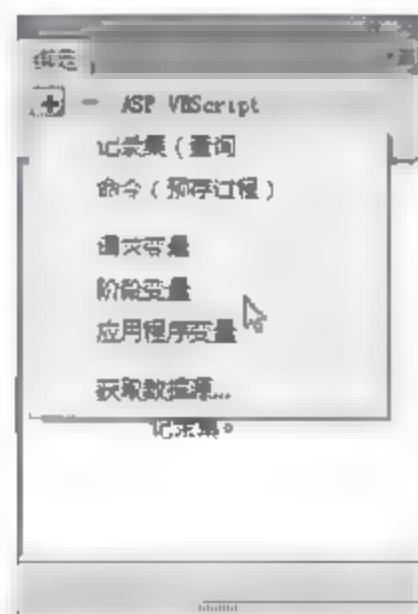 绑定
ASP VBScript
记录集(查询
命令(预存过程)
请求变量
阶段变量
应用程序变量
获取数据源...
记录集。